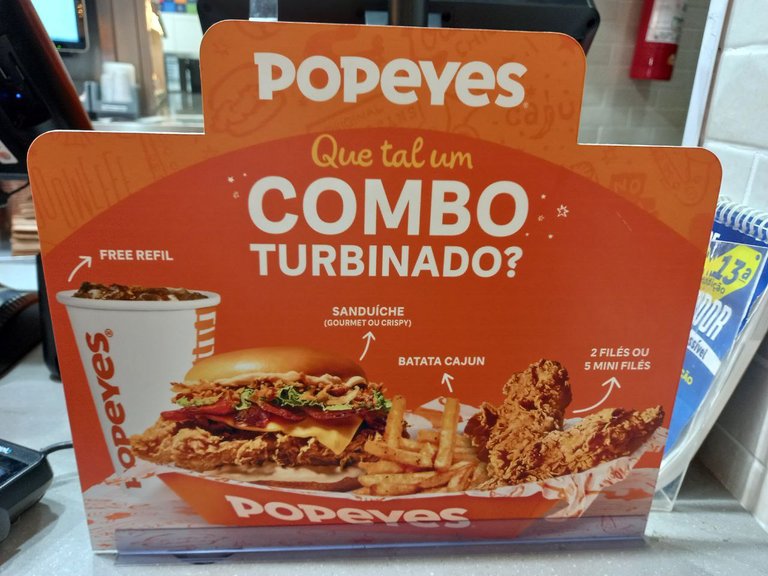 POPEYES
Que tal um
COMBO
TURBINADO?
FREE REFIL
SANDUÍCHE
(GOURMET OU CRISPY)
BATATA CAJUN
2 FILÉS OU
5 MINI FILÉS
POPEYES®
POPEYES
13ª